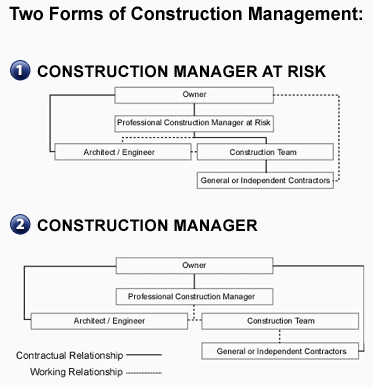 Two Forms of Construction Management:
1 CONSTRUCTION MANAGER AT RISK
Owner
Professional Construction Manager at Risk
Architect / Engineer
Construction Team
General or Independent Contractors
2 CONSTRUCTION MANAGER
Owner
Professional Construction Manager
Architect / Engineer
Construction Team
General or Independent Contractors
Contractual Relationship
Working Relationship